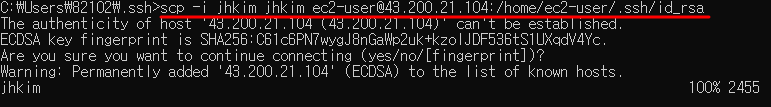 C:₩Users₩82102₩.ssh>scp -i jhkim jhkim ec2-user@43.200.21.104:/home/ec2-user/.ssh/id_rsa
The authenticity of host '43.200.21.104 (43.200.21.104)' can't be established.
ECDSA key fingerprint is SHA256:C61c6PN7wygJ8nGaWp2uk+kzolJDF536tS1UXqdV4Yc.
Are you sure you want to continue connecting (yes/no/[fingerprint])?
Warning: Permanently added '43.200.21.104' (ECDSA) to the list of known hosts.
jhkim 100% 2455